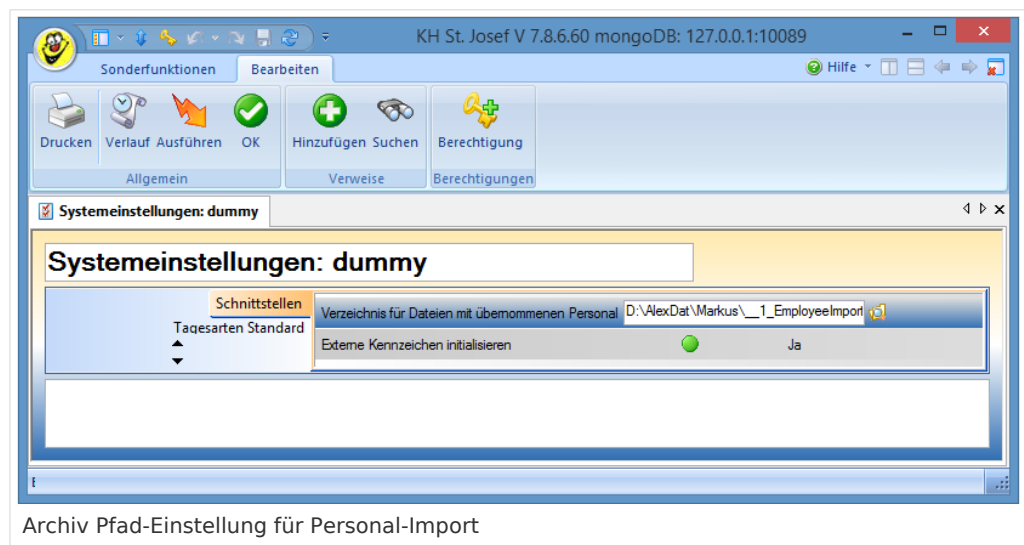 KH St. Josef V 7.8.6.60 mongoDB: 127.0.0.1:10089
Sonderfunktionen Bearbeiten Hilfe
Drucken Verlauf Ausführen OK Hinzufügen Suchen Berechtigung
Allgemein Verweise Berechtigungen
Systemeinstellungen: dummy
Systemeinstellungen: dummy
Schnittstellen
Tagesarten Standard
Verzeichnis für Dateien mit übernommenen Personal D:\AlexDat\Markus\__1_EmployeeImport
Externe Kennzeichen initialisieren Ja
Archiv Pfad-Einstellung für Personal-Import